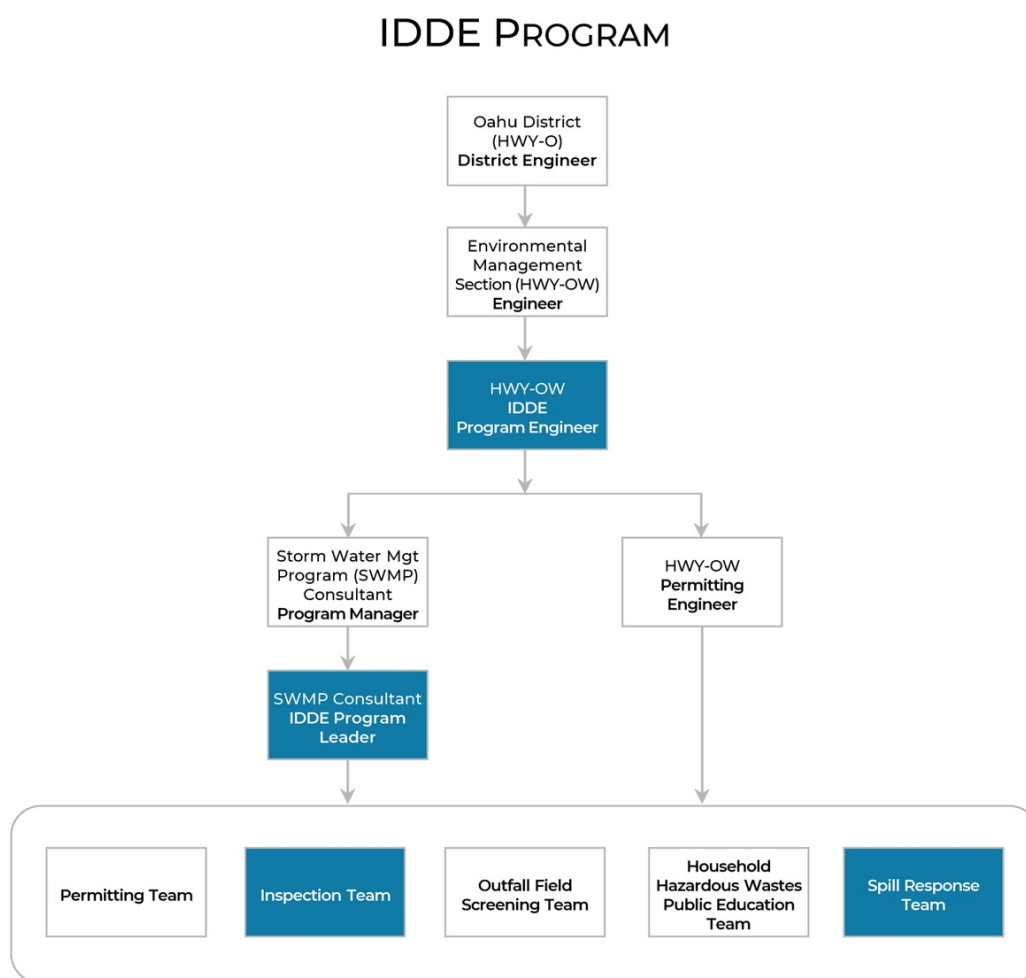 IDDE PROGRAM
Oahu District
(HWY-O)
District Engineer
Environmental
Management
Section (HWY-OW)
Engineer
HWY-OW
IDDE
Program Engineer
Storm Water Mgt
Program (SWMP)
Consultant
Program Manager
HWY-OW
Permitting
Engineer
SWMP Consultant
IDDE Program
Leader
Permitting Team
Inspection Team
Outfall Field
Screening Team
Household
Hazardous Wastes
Public Education
Team
Spill Response
Team